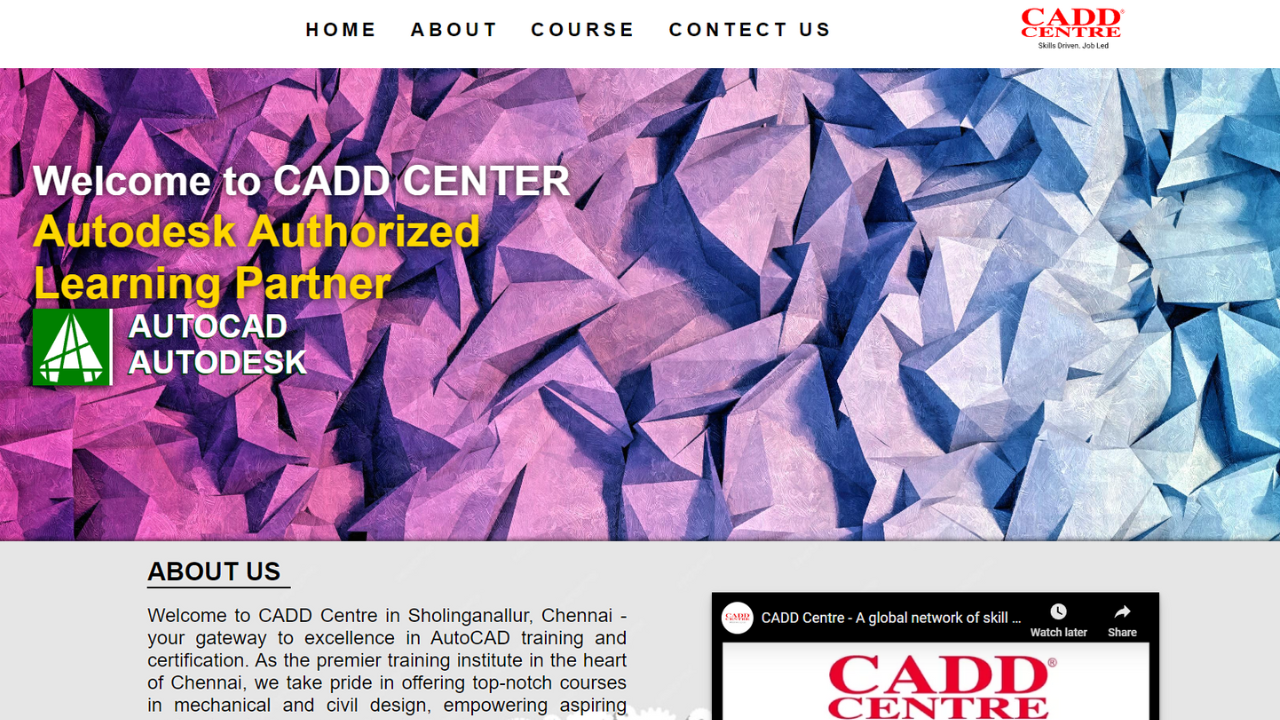 HOME ABOUT COURSE CONTECT US
CADD
CENTRE
Skills Driven. Job Led
Welcome to CADD CENTER
Autodesk Authorized
Learning Partner
AUTOCAD
AUTODESK
ABOUT US
Welcome to CADD Centre in Sholinganallur, Chennai -
your gateway to excellence in AutoCAD training and
certification. As the premier training institute in the heart
of Chennai, we take pride in offering top-notch courses
in mechanical and civil design, empowering aspiring
CADD Centre - A global network of skill ...
Watch later
Share
CADD®
CENTRE